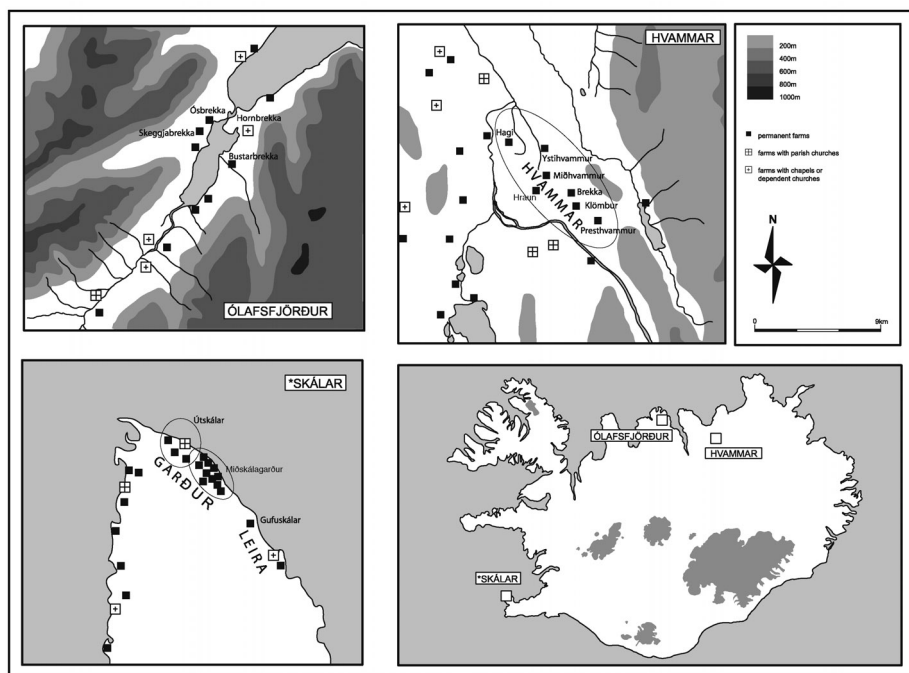 Ósbrekka
Hornbrekka
Skeggjabrekka
Bustarbrekka
ÓLAFSFJÖRÐUR
HVAMMAR
Hagi
Ystihvammur
Miðhvammur
Hraun
Brekka
Klömbur
HVAMMAR
Presthvammur
200m
400m
600m
800m
1000m
permanent farms
farms with parish churches
farms with chapels or
dependent churches
N
0
9km
*SKÁLAR
Útskálar
Miðskálagarður
GARÐUR
Gufuskálar
LEIRA
ÓLAFSFJÖRÐUR
HVAMMAR
*SKÁLAR